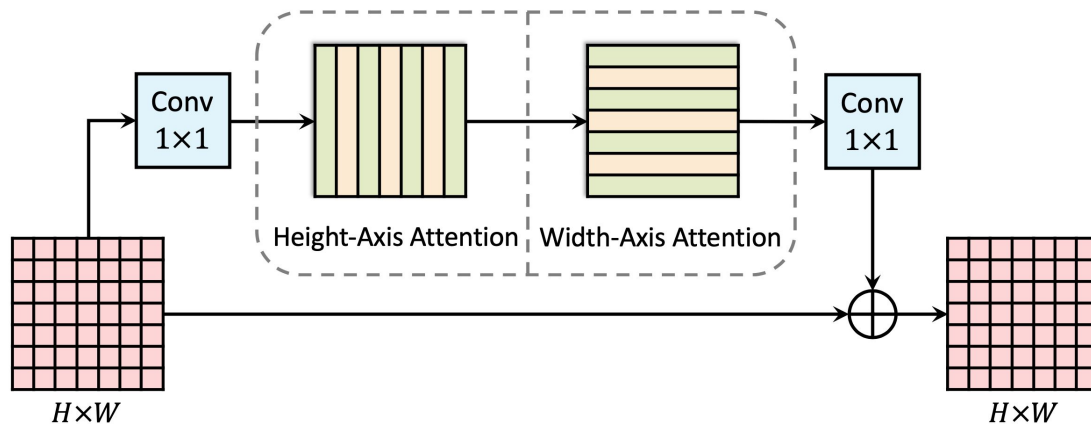 Conv
1×1
Height-Axis Attention
Width-Axis Attention
Conv
1×1
H×W
H×W